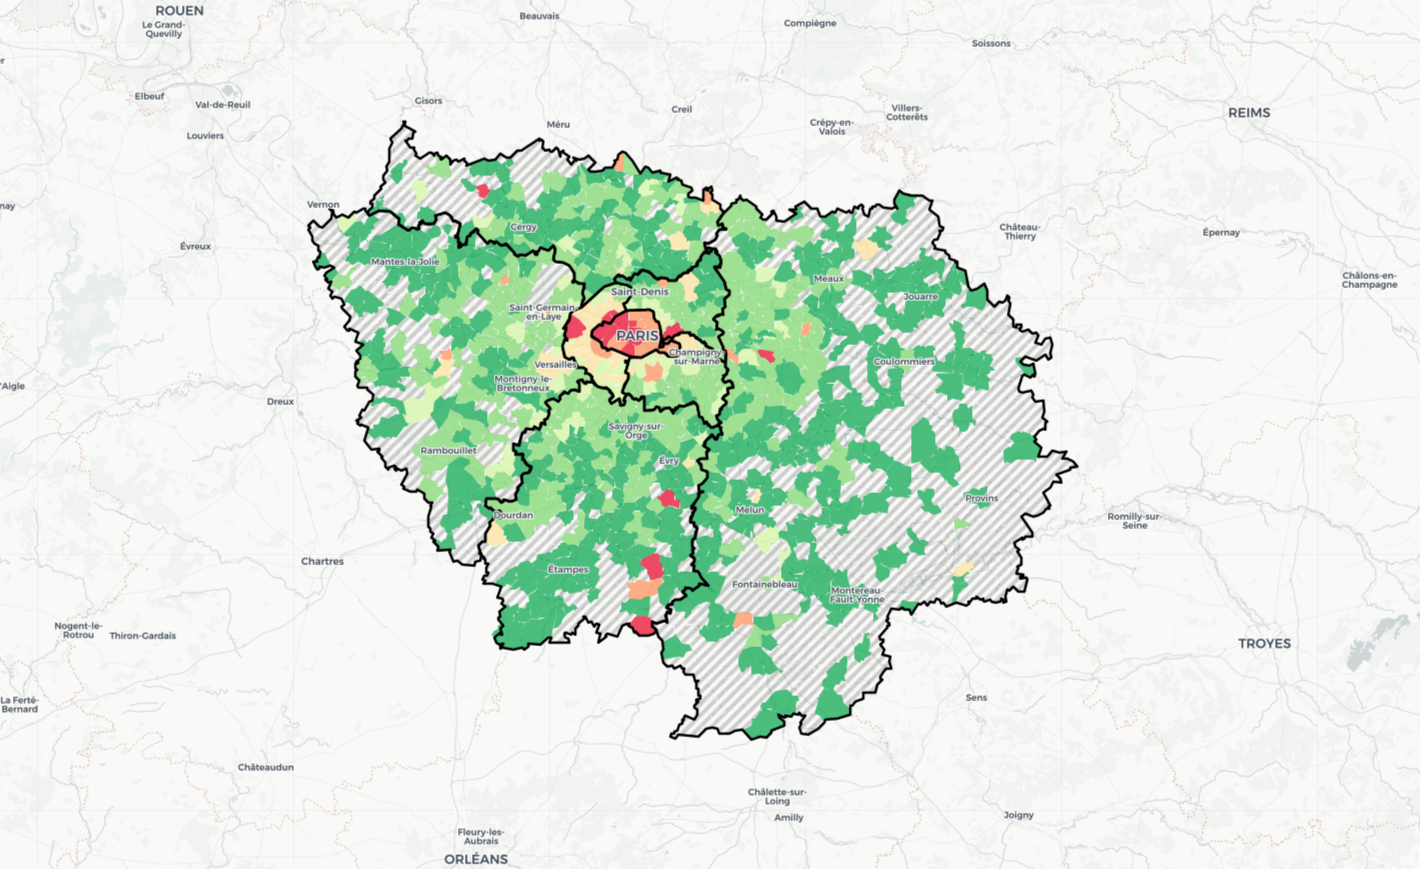 ROUEN
Beauvais
Compiègne
Le Grand-
Quevilly
Soissons
Elbeuf
Val-de-Reuil
Gisors
Creil
Villers-
Cotterêts
REIMS
Louviers
Méru
Crépy-en-
Valois
Vernon
Château-
Thierry
Épernay
Évreux
Cergy
Mantes-la-Jolie
Meaux
Châlons-en-
Champagne
Saint-Denis
Jouarre
Saint-Germain-
en-Laye
PARIS
Champigny-
sur-Marne
Coulommiers
Versailles
Montigny-le-
Bretonneux
'Aigle
Dreux
Savigny-sur-
Orge
Rambouillet
Évry
Provins
Dourdan
Melun
Romilly-sur-
Seine
Chartres
Étampes
Fontainebleau
Montereau-
Fault-Yonne
Nogent-le-
Rotrou
Thiron-Gardais
TROYES
La Ferté-
Bernard
Sens
Châteaudun
Châlette-sur-
Loing
Amilly
Joigny
Fleury-les-
Aubrais
ORLÉANS